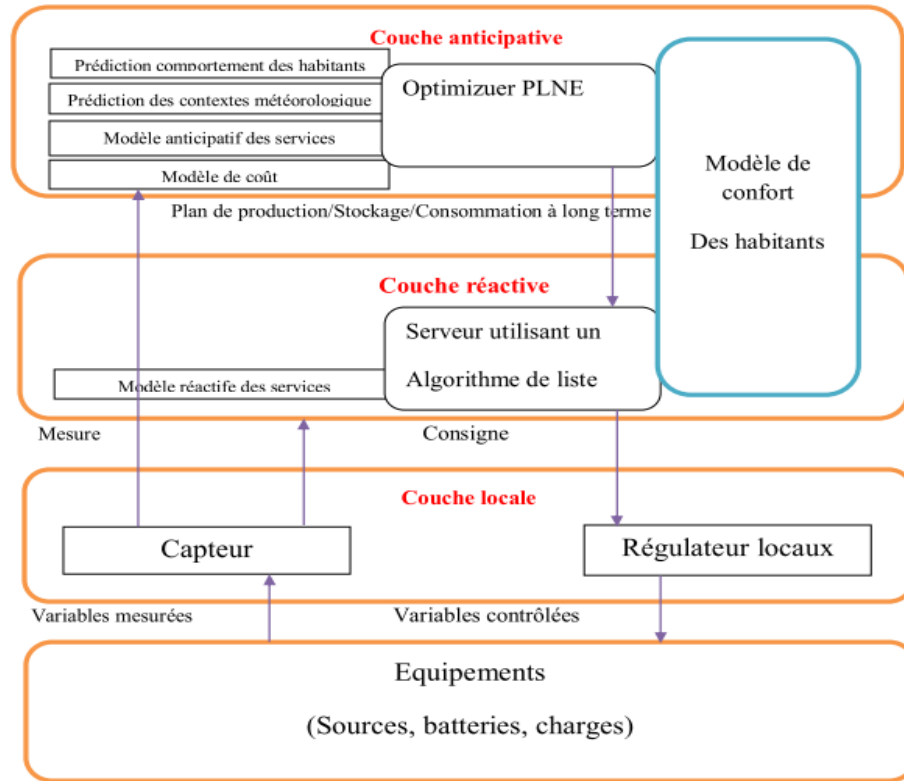 Couche anticipative
Prédiction comportement des habitants
Prédiction des contextes météorologique
Modèle anticipatif des services
Modèle de coût
Optimizuer PLNE
Modèle de
confort
Des habitants
Plan de production/Stockage/Consommation à long terme
Couche réactive
Serveur utilisant un
Algorithme de liste
Modèle réactife des services
Mesure
Consigne
Couche locale
Capteur
Régulateur locaux
Variables mesurées
Variables contrôlées
Equipements
(Sources, batteries, charges)